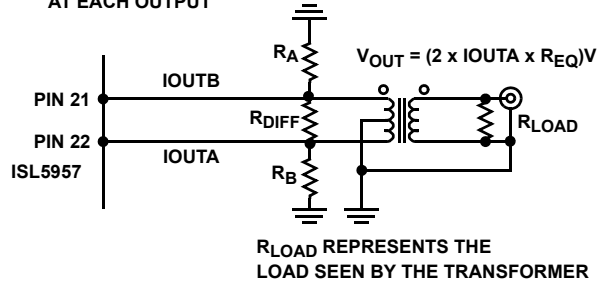 AT EACH OUTPUT
RA
VOUT = (2 x IOUTA x REQ)V
IOUTB
PIN 21
RDIFF
RLOAD
PIN 22
IOUTA
ISL5957
RB
RLOAD REPRESENTS THE
LOAD SEEN BY THE TRANSFORMER